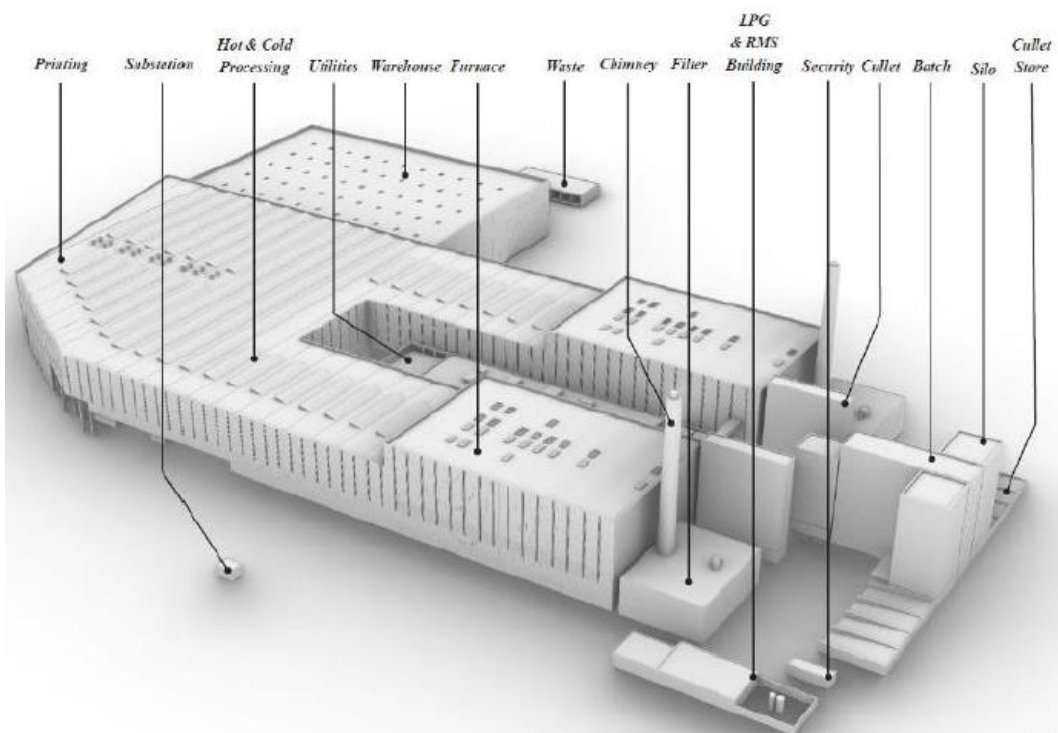 LPG
Hot & Cold & RMS Cullet
Printing Substation Processing Utilities Warehouse Furnace Waste Chimney Filter Building Security Cullet Batch Silo Store